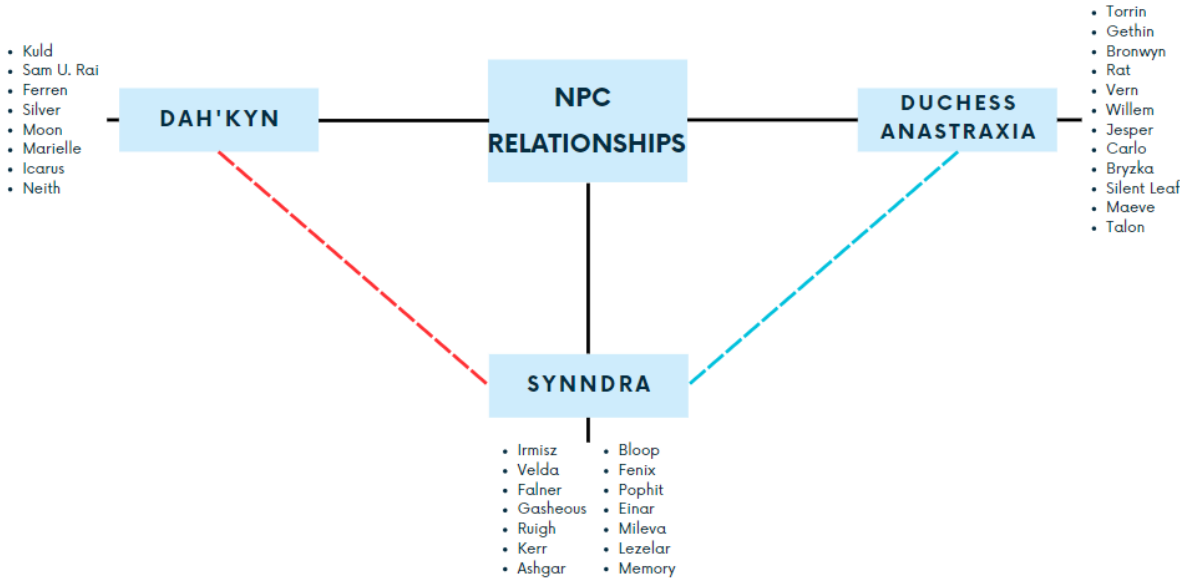 NPC
RELATIONSHIPS
DAH'KYN
• Kuld
• Sam U. Rai
• Ferren
• Silver
• Moon
• Marielle
• Icarus
• Neith
DUCHESS
ANASTRAXIA
• Torrin
• Gethin
• Bronwyn
• Rat
• Vern
• Willem
• Jesper
• Carlo
• Bryzka
• Silent Leaf
• Maeve
• Talon
SYNNDRA
• Irmisz
• Velda
• Falner
• Gasheous
• Ruigh
• Kerr
• Ashgar
• Bloop
• Fenix
• Pophit
• Einar
• Mileva
• Lezelar
• Memory